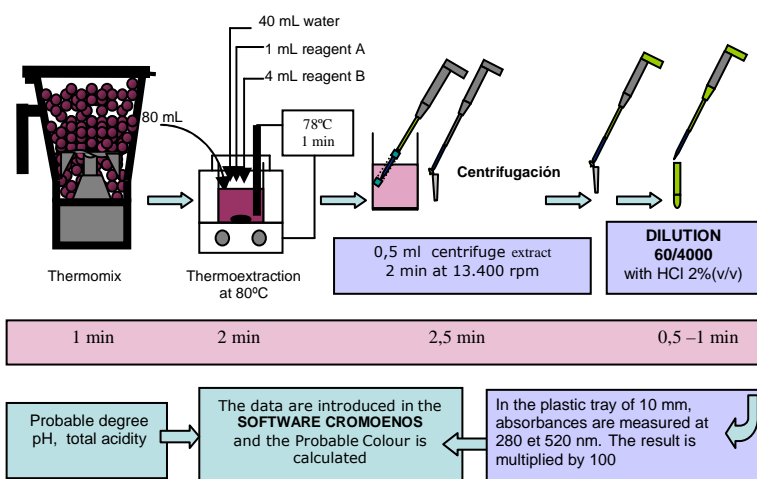 40 mL water
1 mL reagent A
4 mL reagent B
80 mL
78ºC
1 min
Centrifugación
Thermomix
Thermoextraction
at 80ºC
0,5 ml centrifuge extract
2 min at 13.400 rpm
DILUTION
60/4000
with HCl 2%(v/v)
1 min
2 min
2,5 min
0,5 –1 min
Probable degree
pH, total acidity
The data are introduced in the
SOFTWARE CROMOENOS
and the Probable Colour is
calculated
In the plastic tray of 10 mm,
absorbances are measured at
280 et 520 nm. The result is
multiplied by 100